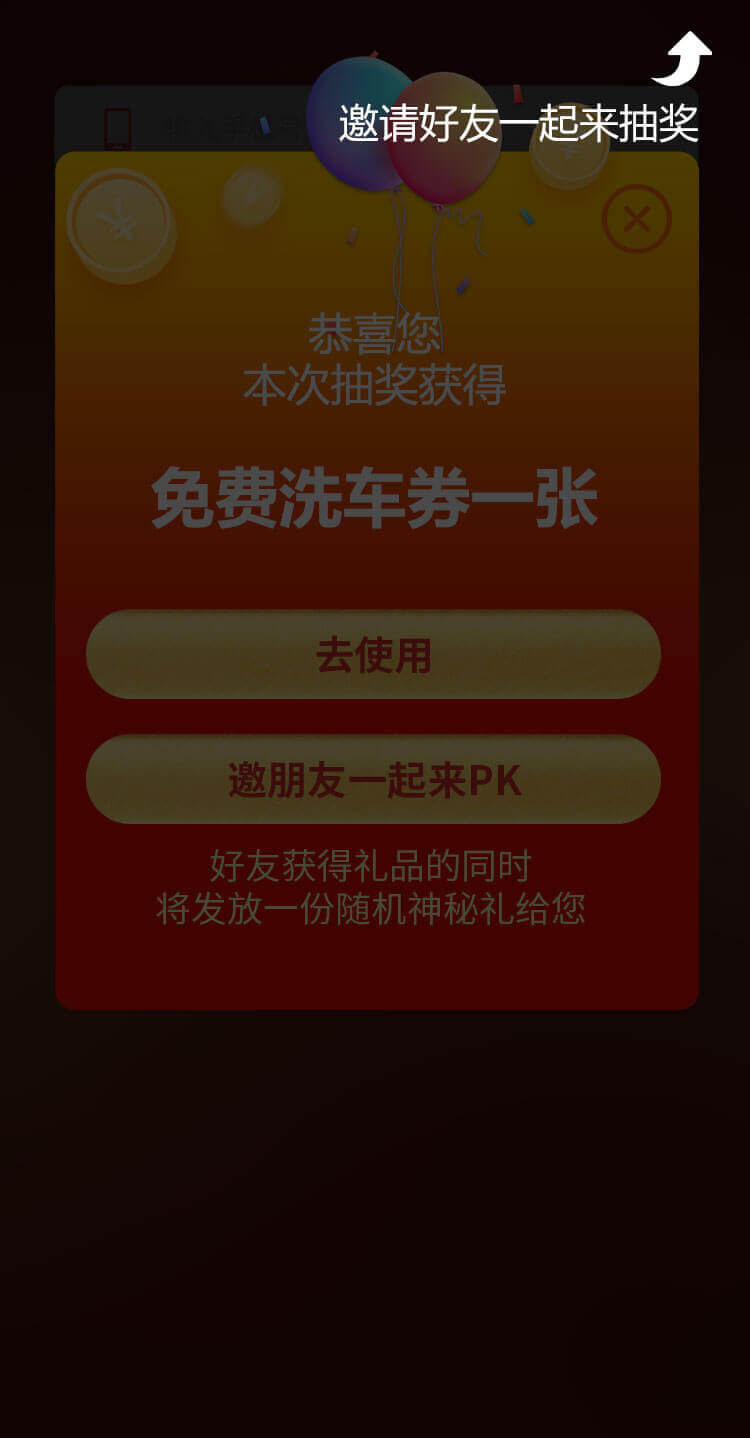 邀请好友一起来抽奖
恭喜您
本次抽奖获得
免费洗车券一张
去使用
邀朋友一起来PK
好友获得礼品的同时
将发放一份随机神秘礼给您